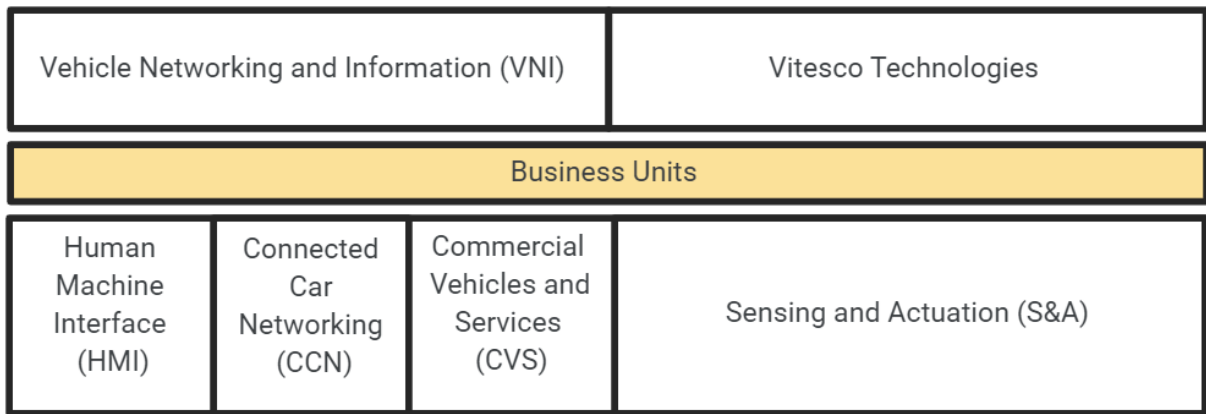 Vehicle Networking and Information (VNI)
Vitesco Technologies
Business Units
Human
Machine
Interface
(HMI)
Connected
Car
Networking
(CCN)
Commercial
Vehicles and
Services
(CVS)
Sensing and Actuation (S&A)